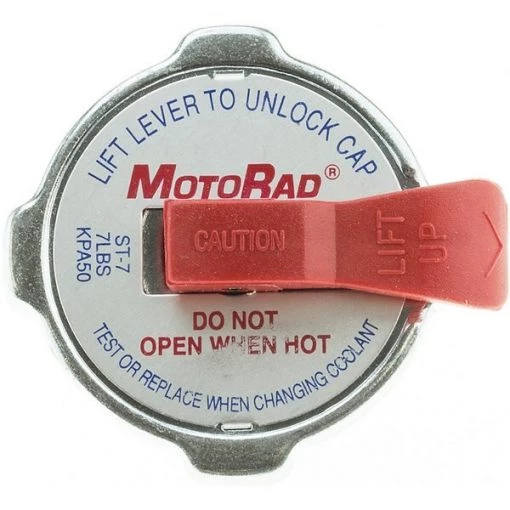 LIFT LEVER TO UNLOCK CAP
MOTORAD®
ST-7
7LBS
KPA50
CAUTION
LIFT
UP
DO NOT
OPEN WHEN HOT
TEST OR REPLACE WHEN CHANGING COOLANT